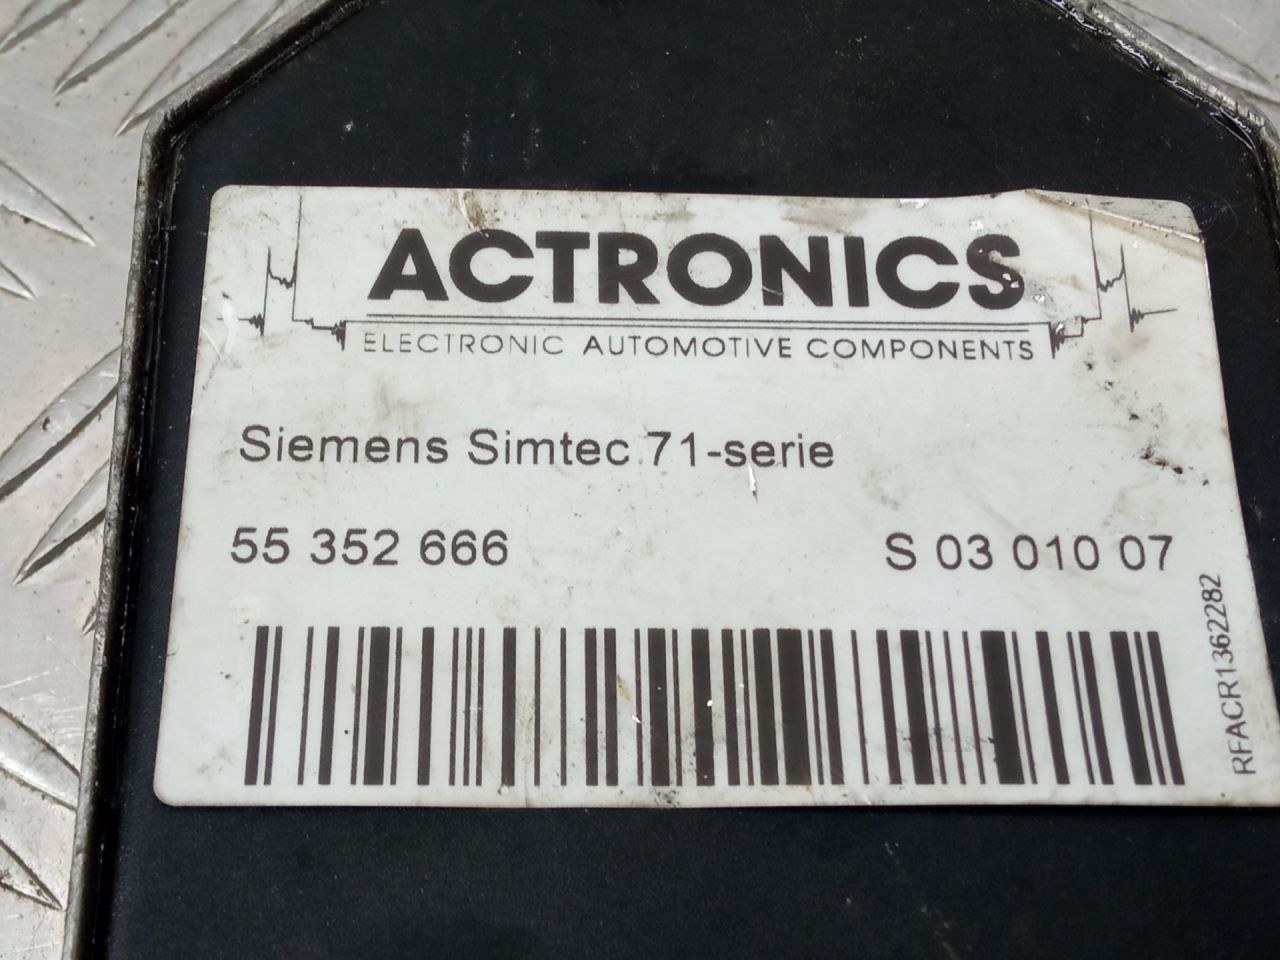 ACTRONICS
ELECTRONIC AUTOMOTIVE COMPONENTS
Siemens Simtec 71-serie
55 352 666 S 03 010 07
RFACR1362282